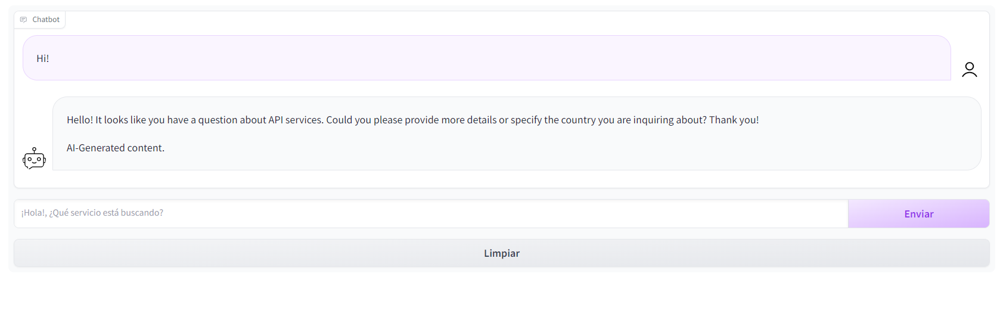 Chatbot
Hi!
Hello! It looks like you have a question about API services. Could you please provide more details or specify the country you are inquiring about? Thank you!
AI-Generated content.
¡Hola!, ¿Qué servicio está buscando?
Enviar
Limpiar